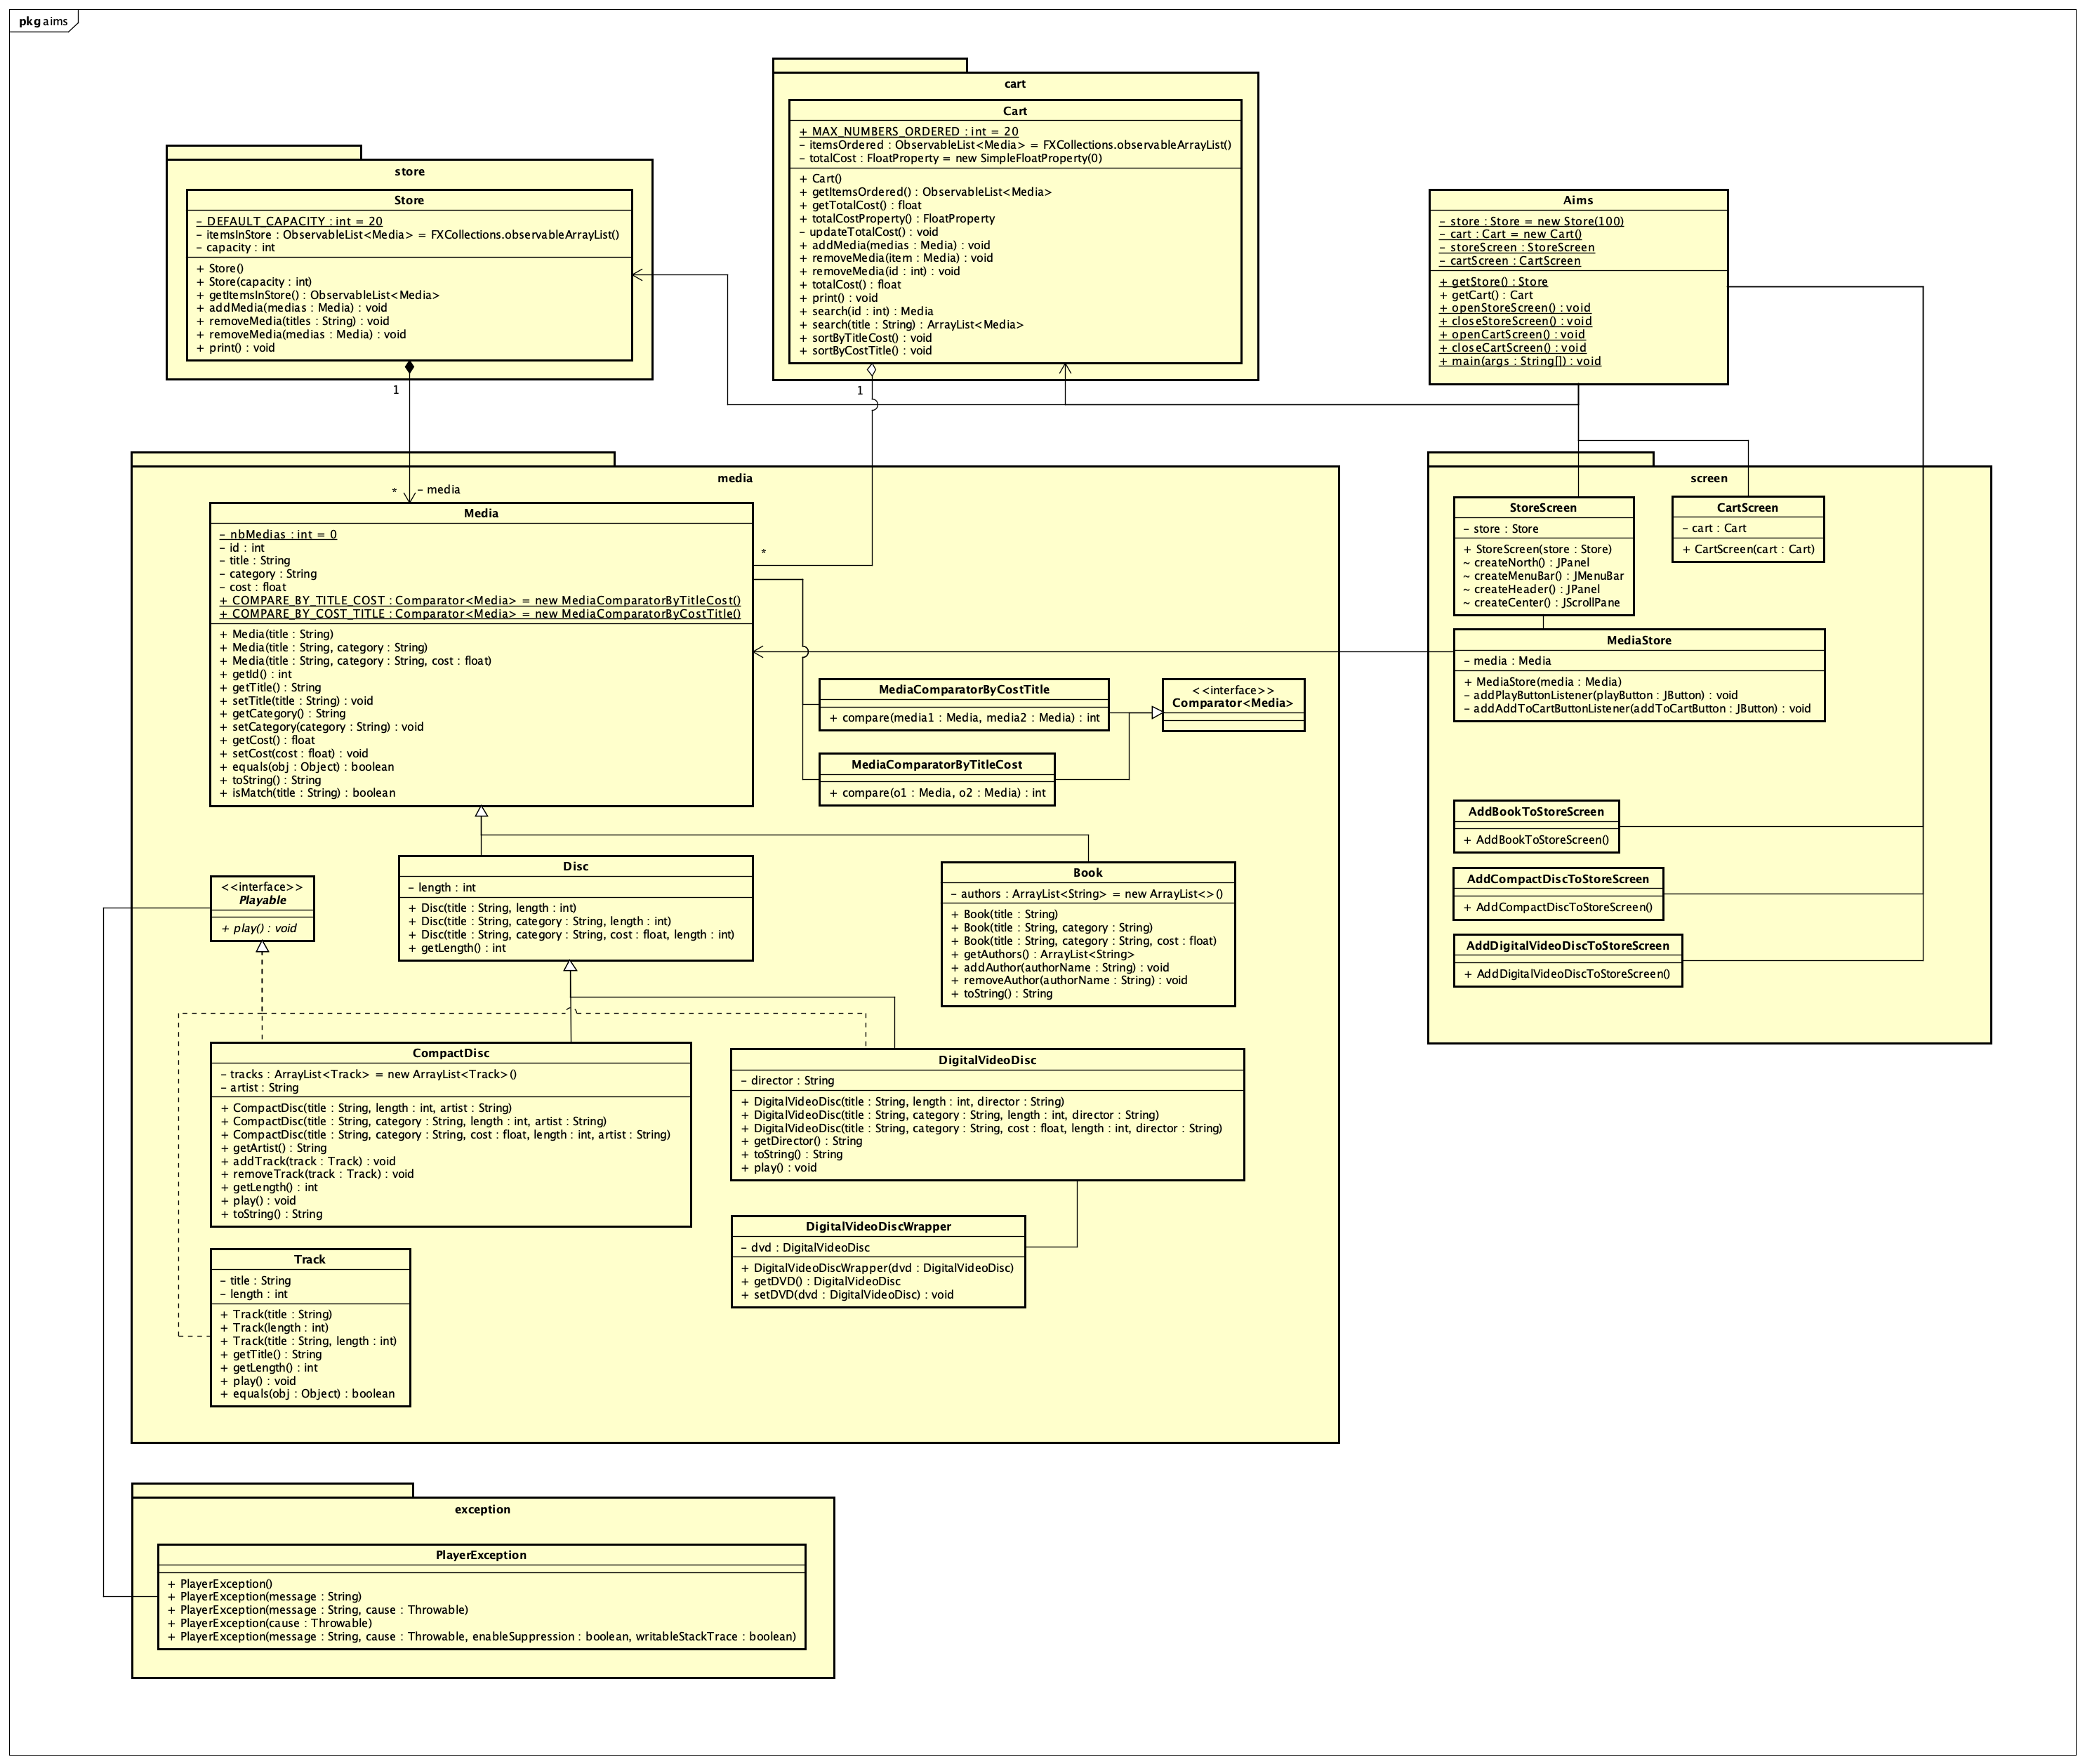 pkg aims
cart
Cart
+ MAX_NUMBERS_ORDERED : int = 20
– itemsOrdered : ObservableList<Media> = FXCollections.observableArrayList()
– totalCost : FloatProperty = new SimpleFloatProperty(0)
+ Cart()
+ getItemsOrdered() : ObservableList<Media>
+ getTotalCost() : float
+ totalCostProperty() : FloatProperty
– updateTotalCost() : void
+ addMedia(medias : Media) : void
+ removeMedia(item : Media) : void
+ removeMedia(id : int) : void
+ totalCost() : float
+ print() : void
+ search(id : int) : Media
+ search(title : String) : ArrayList<Media>
+ sortByTitleCost() : void
+ sortByCostTitle() : void
1
store
Store
– DEFAULT_CAPACITY : int = 20
– itemsInStore : ObservableList<Media> = FXCollections.observableArrayList()
– capacity : int
+ Store()
+ Store(capacity : int)
+ getItemsInStore() : ObservableList<Media>
+ addMedia(medias : Media) : void
+ removeMedia(titles : String) : void
+ removeMedia(medias : Media) : void
+ print() : void
1
Aims
– store : Store = new Store(100)
– cart : Cart = new Cart()
– storeScreen : StoreScreen
– cartScreen : CartScreen
+ getStore() : Store
+ getCart() : Cart
+ openStoreScreen() : void
+ closeStoreScreen() : void
+ openCartScreen() : void
+ closeCartScreen() : void
+ main(args : String[]) : void
media
* – media
Media
– nbMedias : int = 0
– id : int
– title : String
– category : String
– cost : float
+ COMPARE_BY_TITLE_COST : Comparator<Media> = new MediaComparatorByTitleCost()
+ COMPARE_BY_COST_TITLE : Comparator<Media> = new MediaComparatorByCostTitle()
+ Media(title : String)
+ Media(title : String, category : String)
+ Media(title : String, category : String, cost : float)
+ getId() : int
+ getTitle() : String
+ setTitle(title : String) : void
+ getCategory() : String
+ setCategory(category : String) : void
+ getCost() : float
+ setCost(cost : float) : void
+ equals(obj : Object) : boolean
+ toString() : String
+ isMatch(title : String) : boolean
*
MediaComparatorByCostTitle
+ compare(media1 : Media, media2 : Media) : int
<<interface>>
Comparator<Media>
MediaComparatorByTitleCost
+ compare(o1 : Media, o2 : Media) : int
<<interface>>
Playable
+ play() : void
Disc
– length : int
+ Disc(title : String, length : int)
+ Disc(title : String, category : String, length : int)
+ Disc(title : String, category : String, cost : float, length : int)
+ getLength() : int
Book
– authors : ArrayList<String> = new ArrayList<>()
+ Book(title : String)
+ Book(title : String, category : String)
+ Book(title : String, category : String, cost : float)
+ getAuthors() : ArrayList<String>
+ addAuthor(authorName : String) : void
+ removeAuthor(authorName : String) : void
+ toString() : String
CompactDisc
– tracks : ArrayList<Track> = new ArrayList<Track>()
– artist : String
+ CompactDisc(title : String, length : int, artist : String)
+ CompactDisc(title : String, category : String, length : int, artist : String)
+ CompactDisc(title : String, category : String, cost : float, length : int, artist : String)
+ getArtist() : String
+ addTrack(track : Track) : void
+ removeTrack(track : Track) : void
+ getLength() : int
+ play() : void
+ toString() : String
DigitalVideoDisc
– director : String
+ DigitalVideoDisc(title : String, length : int, director : String)
+ DigitalVideoDisc(title : String, category : String, length : int, director : String)
+ DigitalVideoDisc(title : String, category : String, cost : float, length : int, director : String)
+ getDirector() : String
+ toString() : String
+ play() : void
DigitalVideoDiscWrapper
– dvd : DigitalVideoDisc
+ DigitalVideoDiscWrapper(dvd : DigitalVideoDisc)
+ getDVD() : DigitalVideoDisc
+ setDVD(dvd : DigitalVideoDisc) : void
Track
– title : String
– length : int
+ Track(title : String)
+ Track(length : int)
+ Track(title : String, length : int)
+ getTitle() : String
+ getLength() : int
+ play() : void
+ equals(obj : Object) : boolean
screen
StoreScreen
– store : Store
+ StoreScreen(store : Store)
~ createNorth() : JPanel
~ createMenuBar() : JMenuBar
~ createHeader() : JPanel
~ createCenter() : JScrollPane
CartScreen
– cart : Cart
+ CartScreen(cart : Cart)
MediaStore
– media : Media
+ MediaStore(media : Media)
– addPlayButtonListener(playButton : JButton) : void
– addAddToCartButtonListener(addToCartButton : JButton) : void
AddBookToStoreScreen
+ AddBookToStoreScreen()
AddCompactDiscToStoreScreen
+ AddCompactDiscToStoreScreen()
AddDigitalVideoDiscToStoreScreen
+ AddDigitalVideoDiscToStoreScreen()
exception
PlayerException
+ PlayerException()
+ PlayerException(message : String)
+ PlayerException(message : String, cause : Throwable)
+ PlayerException(cause : Throwable)
+ PlayerException(message : String, cause : Throwable, enableSuppression : boolean, writableStackTrace : boolean)